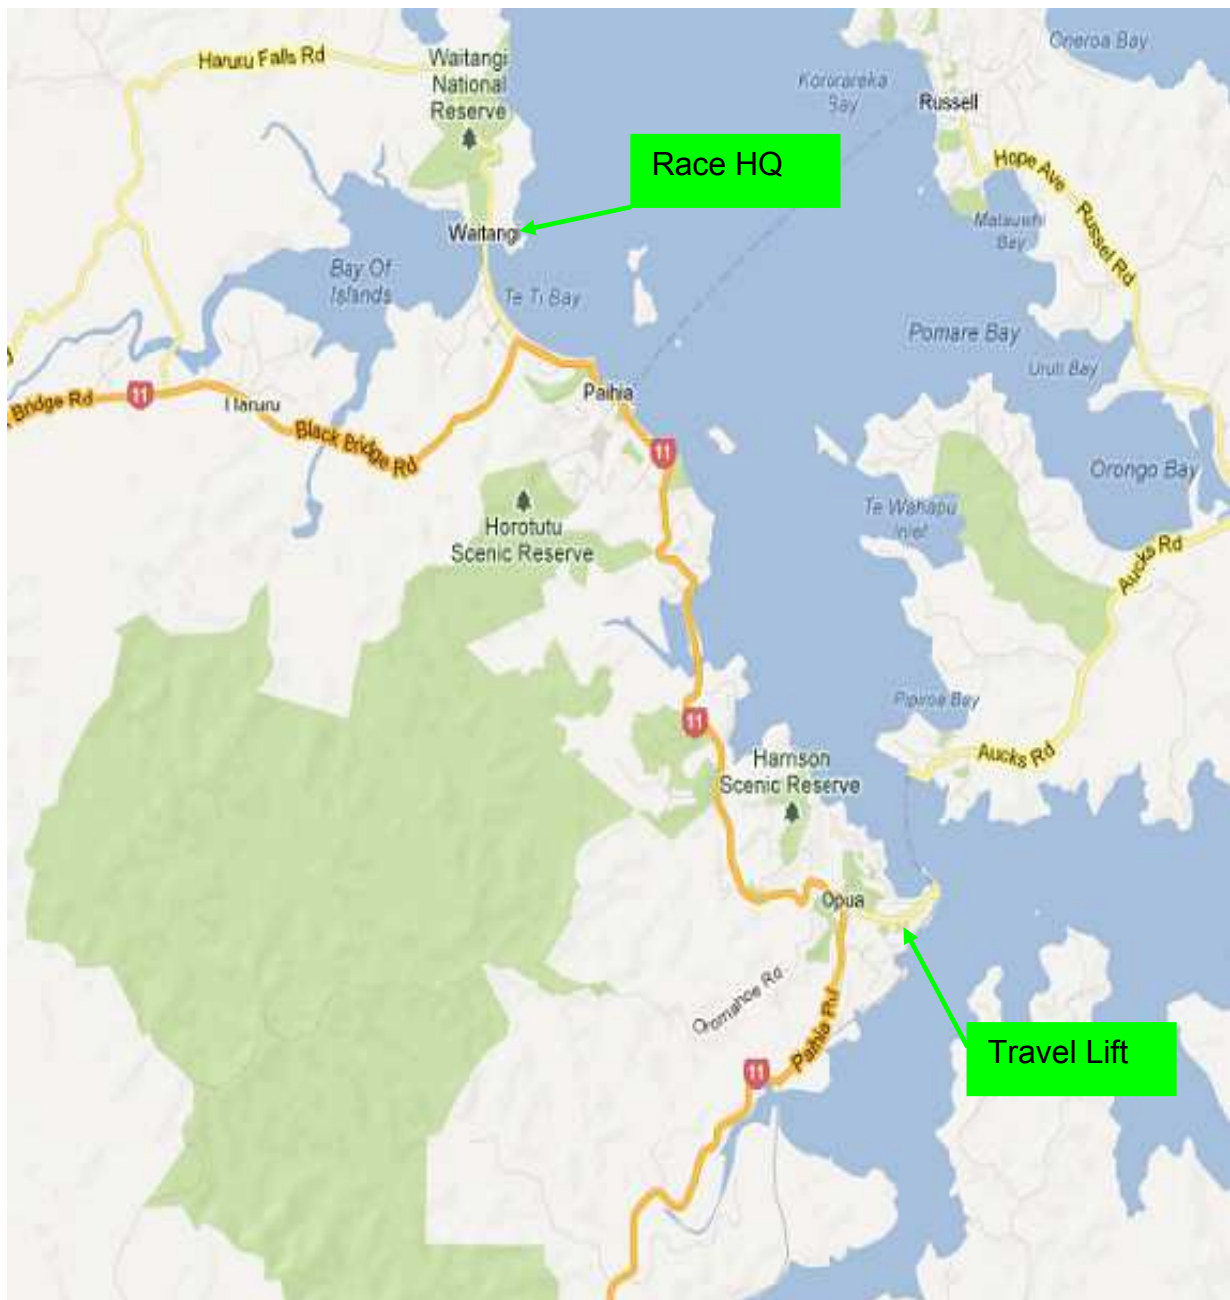 Haruru Falls Rd
Waitangi
National
Reserve
Oneroa Bay
Kororareka
Bay
Russell
Race HQ
Hope Ave
Russel Rd
Matauwhi
Bay
Waitangi
Bay Of
Islands
Te Ti Bay
Pomare Bay
Uruti Bay
Paihia
Bridge Rd
11
Haruru
Black Bridge Rd
11
Orongo Bay
Te Wahapu
Inlet
Horotutu
Scenic Reserve
Aucks Rd
Pipiroa Bay
11
Aucks Rd
Harrison
Scenic Reserve
Opua
Oromahoe Rd
Paihia Rd
Travel Lift
11